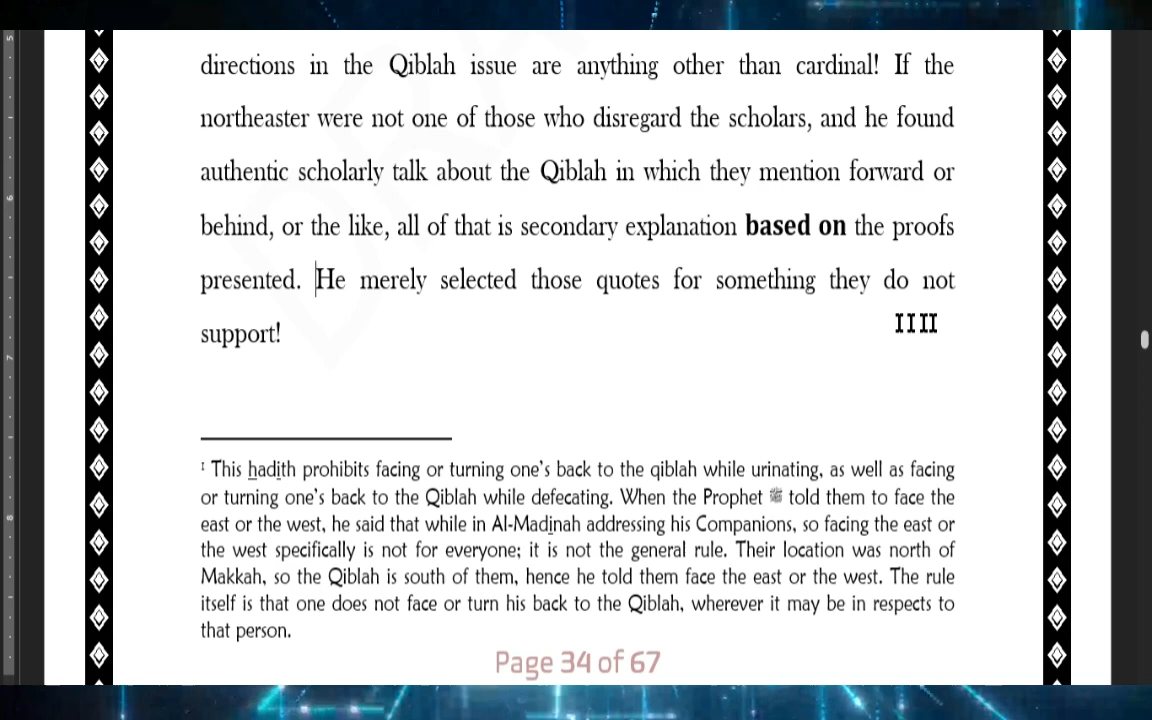 directions in the Qiblah issue are anything other than cardinal! If the
northeaster were not one of those who disregard the scholars, and he found
authentic scholarly talk about the Qiblah in which they mention forward or
behind, or the like, all of that is secondary explanation based on the proofs
presented. He merely selected those quotes for something they do not
support!
¹ This hadith prohibits facing or turning one's back to the qiblah while urinating, as well as facing
or turning one's back to the Qiblah while defecating. When the Prophet ﷺ told them to face the
east or the west, he said that while in Al-Madinah addressing his Companions, so facing the east or
the west specifically is not for everyone; it is not the general rule. Their location was north of
Makkah, so the Qiblah is south of them, hence he told them face the east or the west. The rule
itself is that one does not face or turn his back to the Qiblah, wherever it may be in respects to
that person.
Page 34 of 67